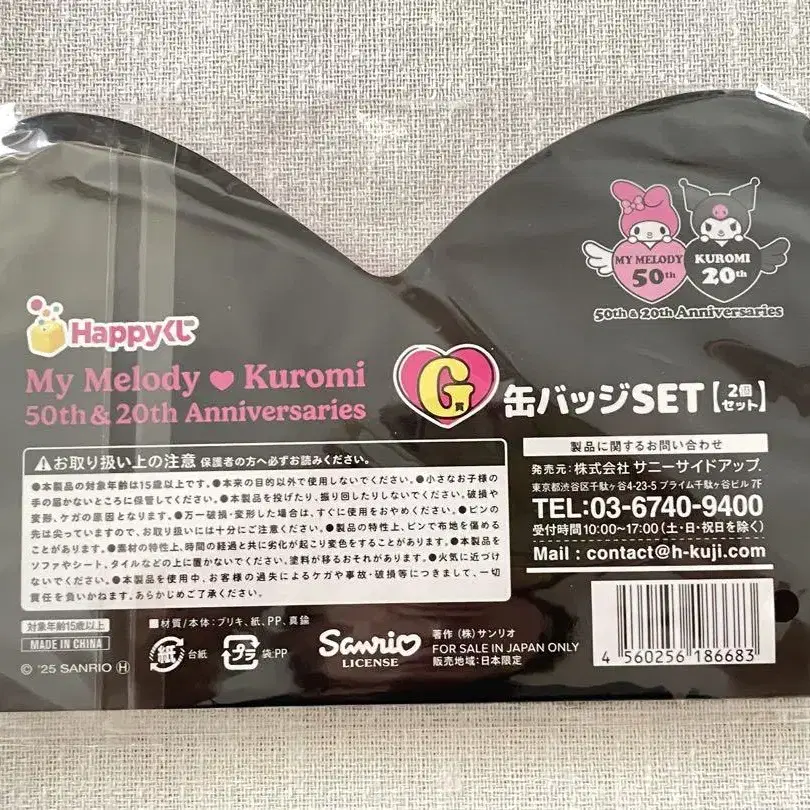 MY MELODY
50th
KUROMI
20th
50th & 20th Anniversaries
Happyくじ
My Melody ♥ Kuromi
50th & 20th Anniversaries
G賞
缶バッジSET【2個セット】
⚠お取り扱い上の注意 保護者の方へ必ずお読みください。
●本製品の対象年齢は15歳以上です。●本来の目的以外で使用しないでください。●小さなお子様の
手の届かないところに保管してください。●本製品を投げたり、振り回したりしないでください。破損や
変形、ケガの原因となります。●万一破損・変形した場合は、すぐに使用をおやめください。●ピンの
先は尖っていますので、お取り扱いには十分にご注意ください。●製品の特性上、ピンで布地を傷める
ことがあります。●素材の特性上、時間の経過と共に劣化が起こり変色をすることがあります。●本製品を
ソファやシート、タイルなどの上に置かないでください。塗料が移るおそれがあります。●火気に近づけ
ないでください。●本製品を使用中、お客様の過失によるケガや事故・破損等につきまして、一切
責任を負いかねます。あらかじめご了承ください。
製品に関するお問い合わせ
発売元:株式会社 サニーサイドアップ.
東京都渋谷区千駄ヶ谷4-23-5 プライム千駄ヶ谷ビル 7F
TEL:03-6740-9400
受付時間10:00~17:00(土・日・祝日を除く)
Mail : contact@h-kuji.com
対象年齢15歳以上
MADE IN CHINA
© '25 SANRIO Ⓗ
■材質/本体:ブリキ、紙、PP、真鍮
紙 台紙
プラ 袋:PP
Sanrio
LICENSE
著作 (株)サンリオ
FOR SALE IN JAPAN ONLY
販売地域:日本限定
4 560256 186683